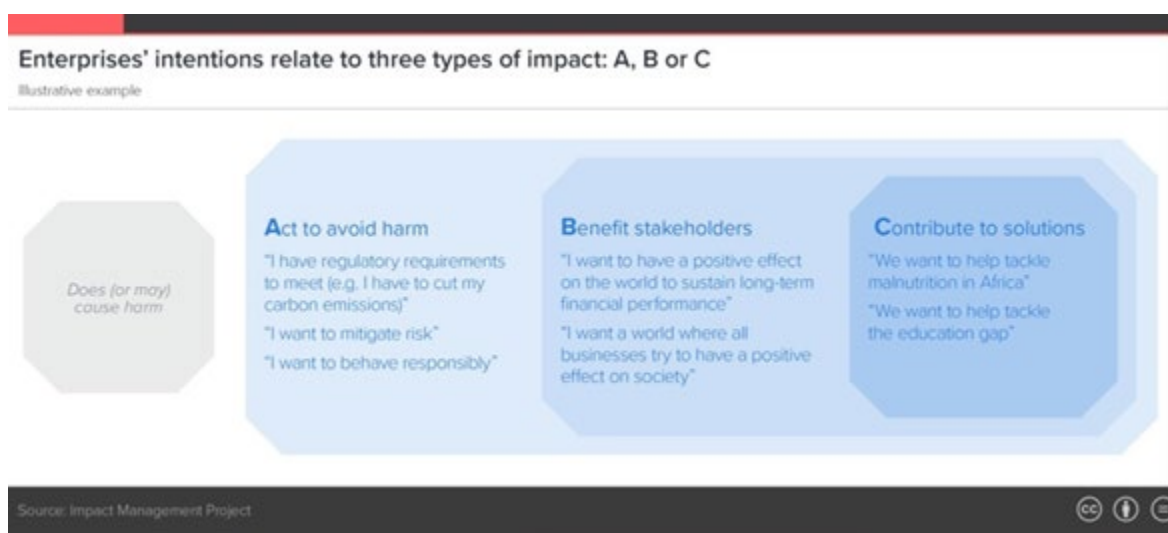 Enterprises' intentions relate to three types of impact: A, B or C
Illustrative example
Does (or may)
cause harm
Act to avoid harm
"I have regulatory requirements
to meet (e.g. I have to cut my
carbon emissions)"
"I want to mitigate risk"
"I want to behave responsibly"
Benefit stakeholders
"I want to have a positive effect
on the world to sustain long-term
financial performance"
"I want a world where all
businesses try to have a positive
effect on society"
Contribute to solutions
"We want to help tackle
malnutrition in Africa"
"We want to help tackle
the education gap"
Source: Impact Management Project
cc